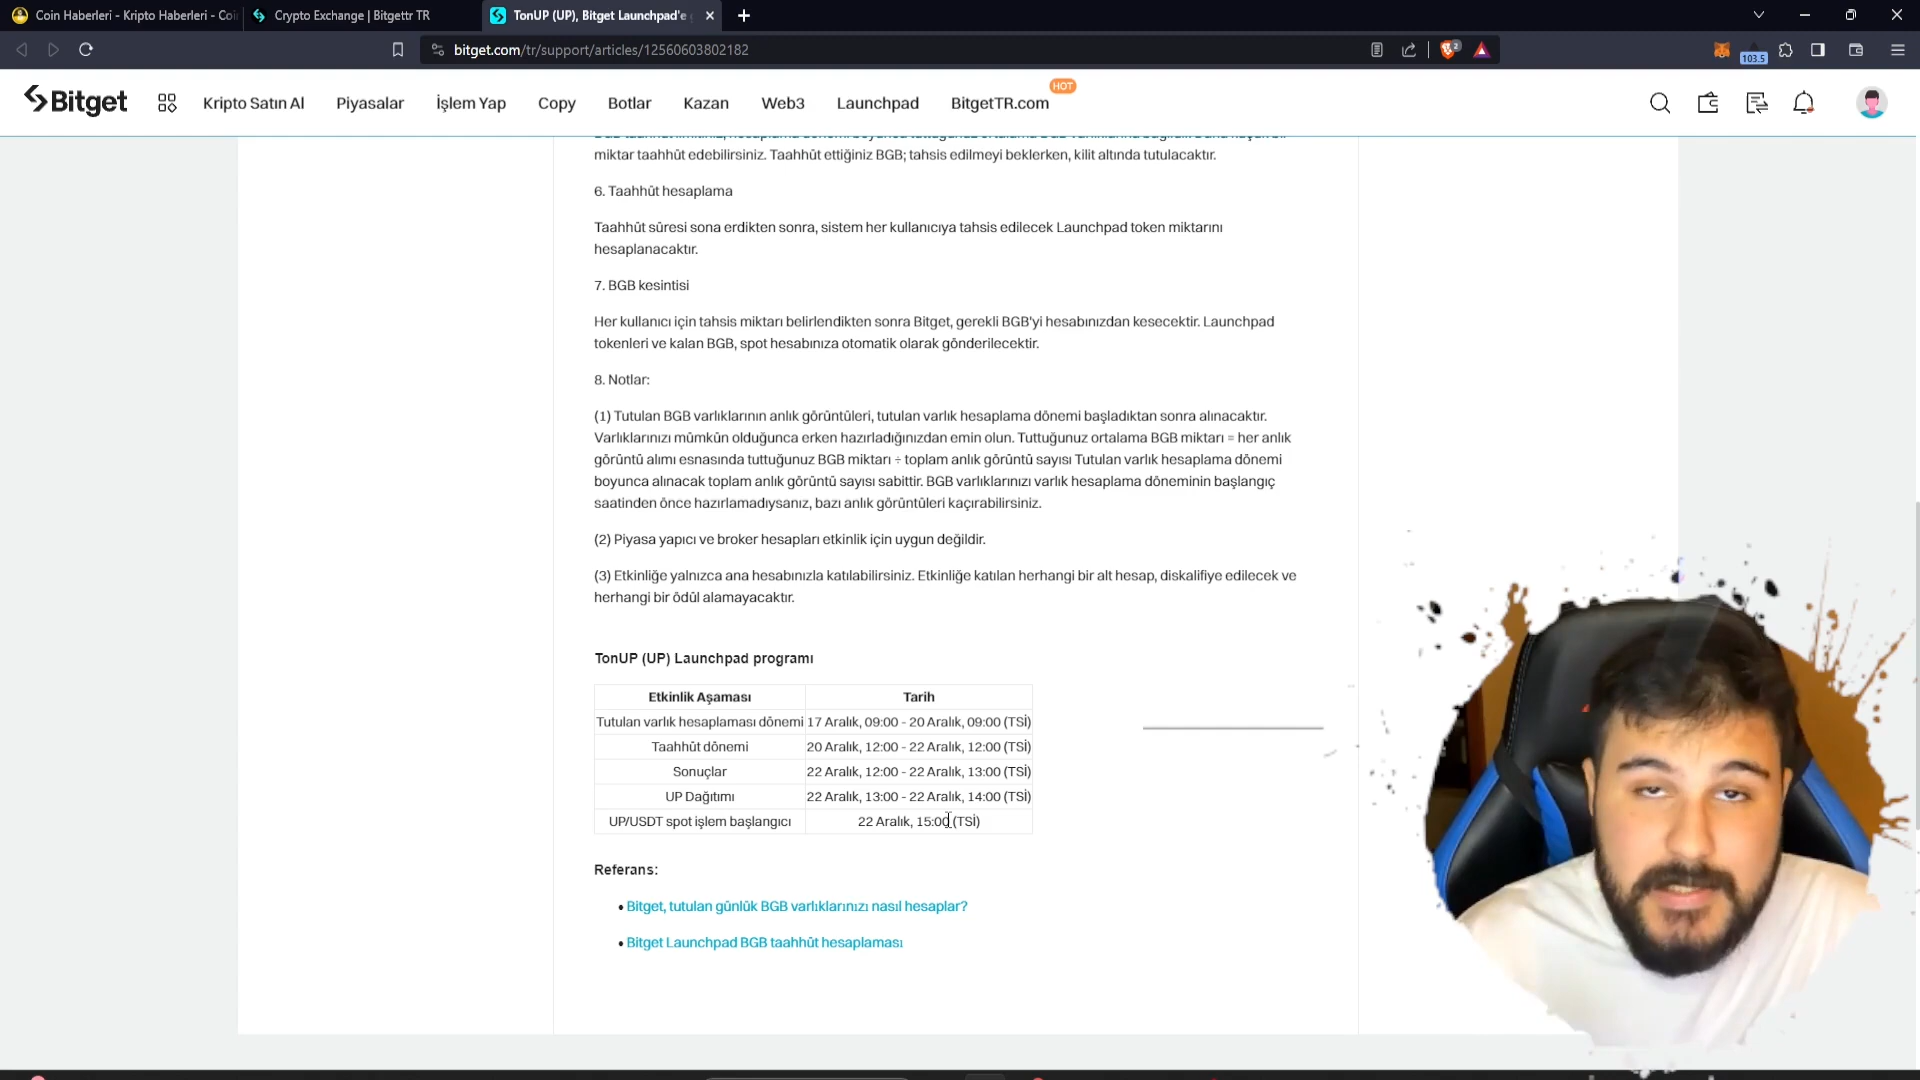 Coin Haberleri - Kripto Haberleri - Coi
Crypto Exchange | Bitgettr TR
TonUP (UP), Bitget Launchpad'e
bitget.com/tr/support/articles/12560603802182
2
103.5
Bitget
Kripto Satın Al
Piyasalar
İşlem Yap
Copy
Botlar
Kazan
Web3
Launchpad
BitgetTR.com
HOT
miktar taahhüt edebilirsiniz. Taahhüt ettiğiniz BGB; tahsis edilmeyi beklerken, kilit altında tutulacaktır.
6. Taahhüt hesaplama
Taahhüt süresi sona erdikten sonra, sistem her kullanıcıya tahsis edilecek Launchpad token miktarını
hesaplanacaktır.
7. BGB kesintisi
Her kullanıcı için tahsis miktarı belirlendikten sonra Bitget, gerekli BGB'yi hesabınızdan kesecektir. Launchpad
tokenleri ve kalan BGB, spot hesabınıza otomatik olarak gönderilecektir.
8. Notlar:
(1) Tutulan BGB varlıklarının anlık görüntüleri, tutulan varlık hesaplama dönemi başladıktan sonra alınacaktır.
Varlıklarınızı mümkün olduğunca erken hazırladığınızdan emin olun. Tuttuğunuz ortalama BGB miktarı = her anlık
görüntü alımı esnasında tuttuğunuz BGB miktarı ÷ toplam anlık görüntü sayısı Tutulan varlık hesaplama dönemi
boyunca alınacak toplam anlık görüntü sayısı sabittir. BGB varlıklarınızı varlık hesaplama döneminin başlangıç
saatinden önce hazırlamadıysanız, bazı anlık görüntüleri kaçırabilirsiniz.
(2) Piyasa yapıcı ve broker hesapları etkinlik için uygun değildir.
(3) Etkinliğe yalnızca ana hesabınızla katılabilirsiniz. Etkinliğe katılan herhangi bir alt hesap, diskalifiye edilecek ve
herhangi bir ödül alamayacaktır.
TonUP (UP) Launchpad programı
Etkinlik Aşaması Tarih
Tutulan varlık hesaplaması dönemi 17 Aralık, 09:00 - 20 Aralık, 09:00 (TSİ)
Taahhüt dönemi 20 Aralık, 12:00 - 22 Aralık, 12:00 (TSİ)
Sonuçlar 22 Aralık, 12:00 - 22 Aralık, 13:00 (TSİ)
UP Dağıtımı 22 Aralık, 13:00 - 22 Aralık, 14:00 (TSİ)
UP/USDT spot işlem başlangıcı 22 Aralık, 15:00 (TSİ)
Referans:
• Bitget, tutulan günlük BGB varlıklarınızı nasıl hesaplar?
• Bitget Launchpad BGB taahhüt hesaplaması